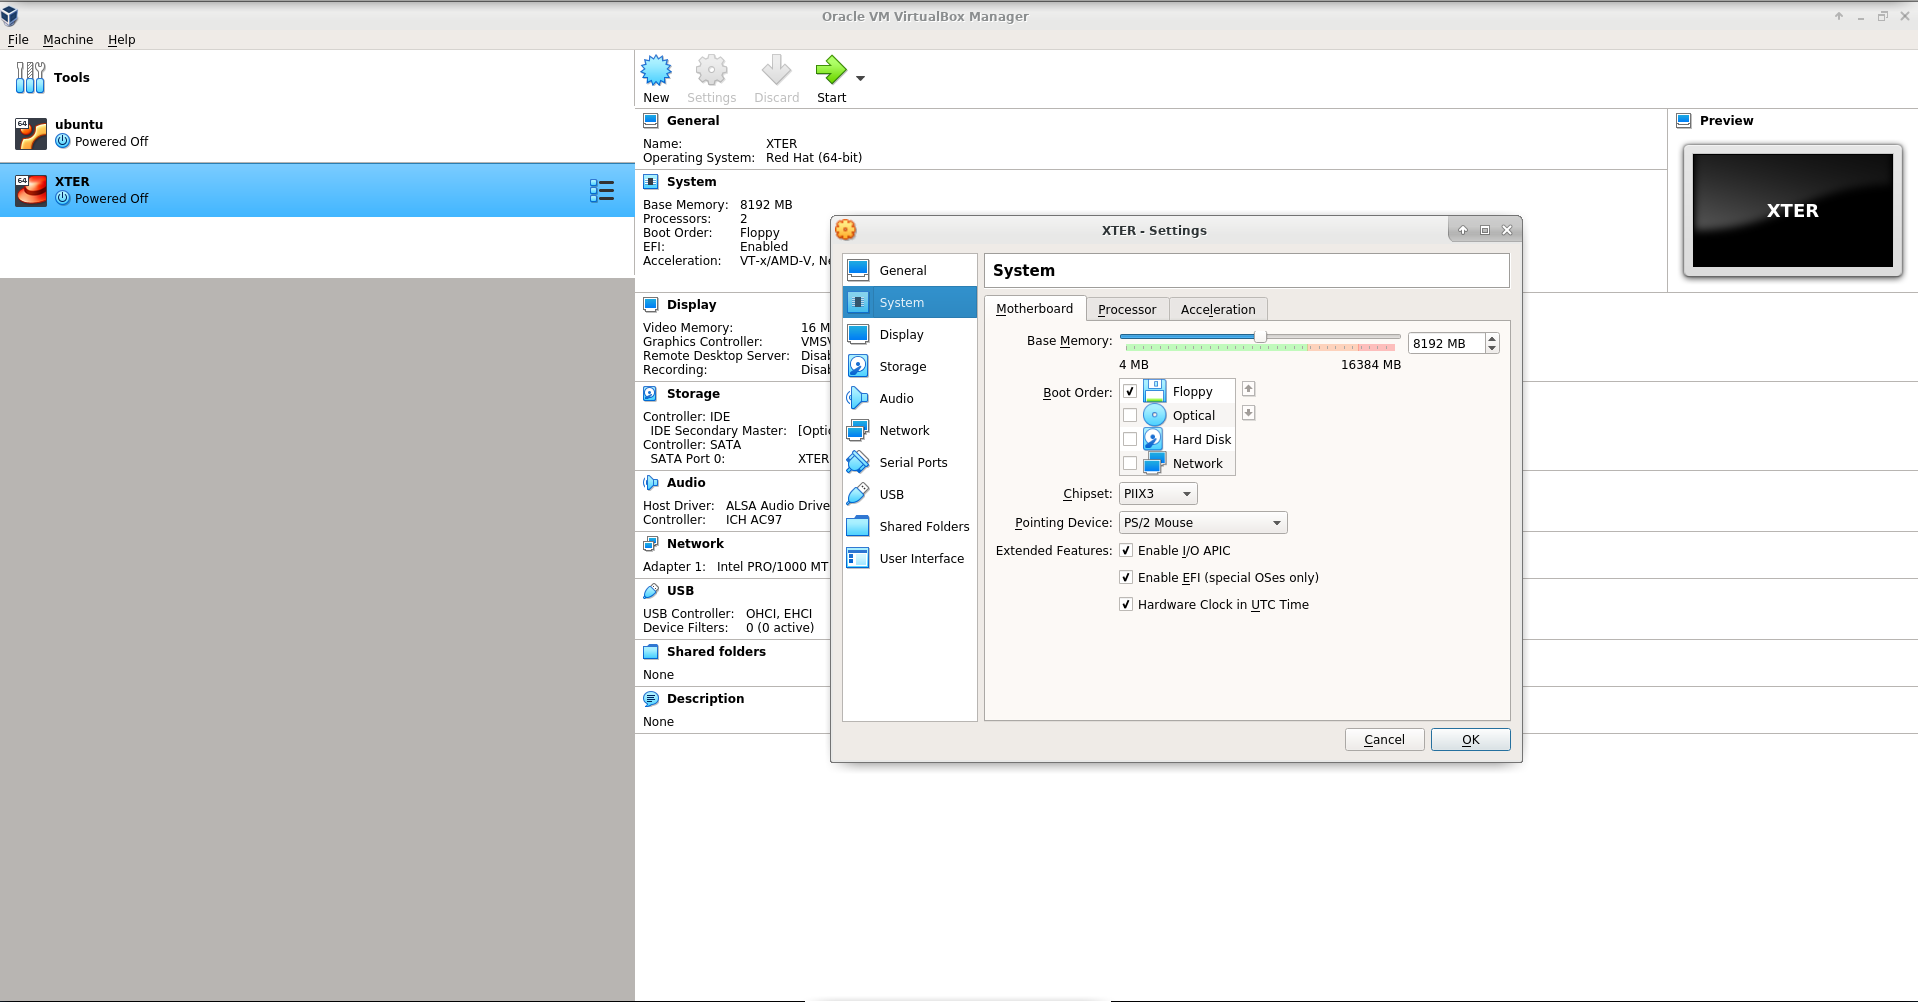 Oracle VM VirtualBox Manager
File Machine Help
Tools
64
ubuntu
Powered Off
64
XTER
Powered Off
New Settings Discard Start
General
Name: XTER
Operating System: Red Hat (64-bit)
System
Base Memory: 8192 MB
Processors: 2
Boot Order: Floppy
EFI: Enabled
Acceleration: VT-x/AMD-V, Ne
Display
Video Memory: 16 M
Graphics Controller: VMSV
Remote Desktop Server: Disab
Recording: Disab
Storage
Controller: IDE
IDE Secondary Master: [Optic
Controller: SATA
SATA Port 0: XTER
Audio
Host Driver: ALSA Audio Drive
Controller: ICH AC97
Network
Adapter 1: Intel PRO/1000 MT
USB
USB Controller: OHCI, EHCI
Device Filters: 0 (0 active)
Shared folders
None
Description
None
Preview
XTER
XTER - Settings
General
System
Display
Storage
Audio
Network
Serial Ports
USB
Shared Folders
User Interface
System
Motherboard Processor Acceleration
Base Memory: 8192 MB
4 MB 16384 MB
Boot Order: Floppy
Optical
Hard Disk
Network
Chipset: PIIX3
Pointing Device: PS/2 Mouse
Extended Features: Enable I/O APIC
Enable EFI (special OSes only)
Hardware Clock in UTC Time
Cancel OK